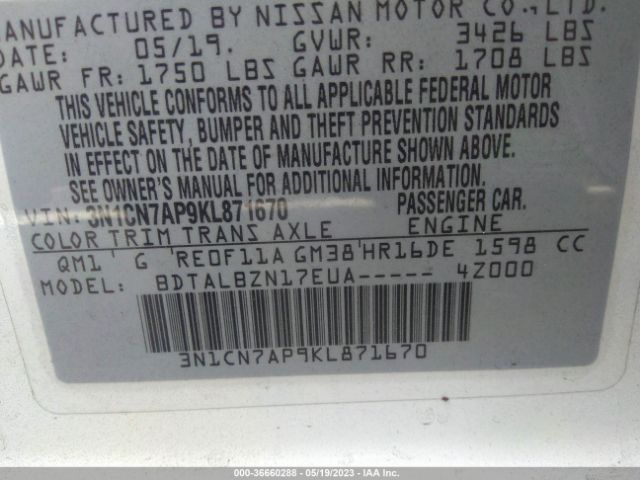 MANUFACTURED BY NISSAN MOTOR CO., LTD.
DATE: 05/19. GVWR: 3426 LBS
GAWR FR: 1750 LBS GAWR RR: 1708 LBS
THIS VEHICLE CONFORMS TO ALL APPLICABLE FEDERAL MOTOR
VEHICLE SAFETY, BUMPER AND THEFT PREVENTION STANDARDS
IN EFFECT ON THE DATE OF MANUFACTURE SHOWN ABOVE.
SEE OWNER'S MANUAL FOR ADDITIONAL INFORMATION.
VIN: 3N1CN7AP9KL871670 PASSENGER CAR.
COLOR TRIM TRANS AXLE ENGINE
QM1 G RE0F11A GM38 HR16DE 1598 CC
MODEL: BDTALBZN17EUA----- 4Z000
3N1CN7AP9KL871670
000-36660288 - 05/19/2023 - IAA Inc.